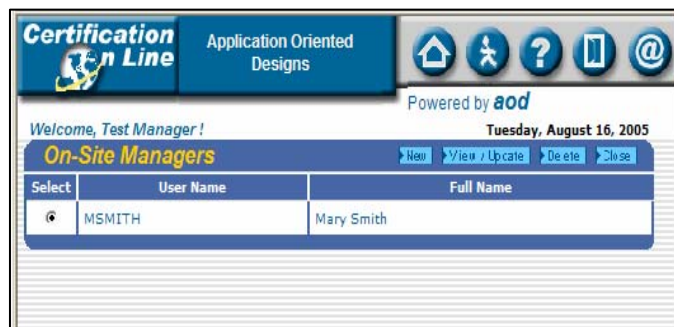 Certification
On Line
Application Oriented
Designs
?
@
Powered by aod
Welcome, Test Manager!
Tuesday, August 16, 2005
On-Site Managers
New
View / Update
Delete
Close
Select
User Name
Full Name
MSMITH
Mary Smith